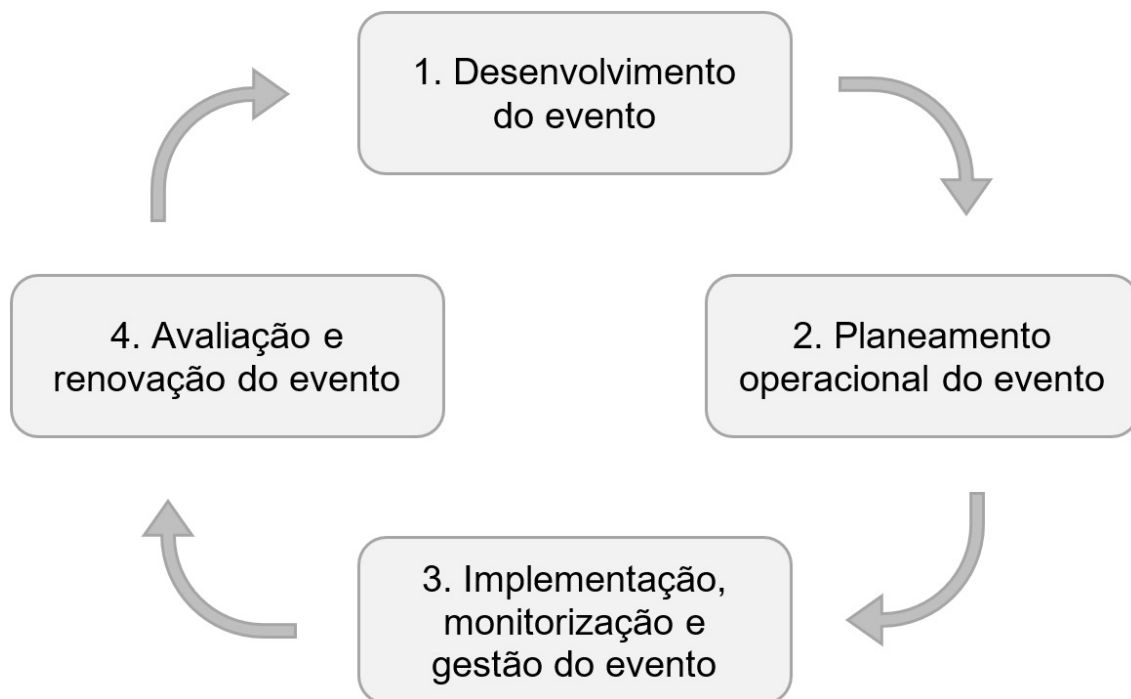 1. Desenvolvimento
do evento
2. Planeamento
operacional do evento
3. Implementação,
monitorização e
gestão do evento
4. Avaliação e
renovação do evento